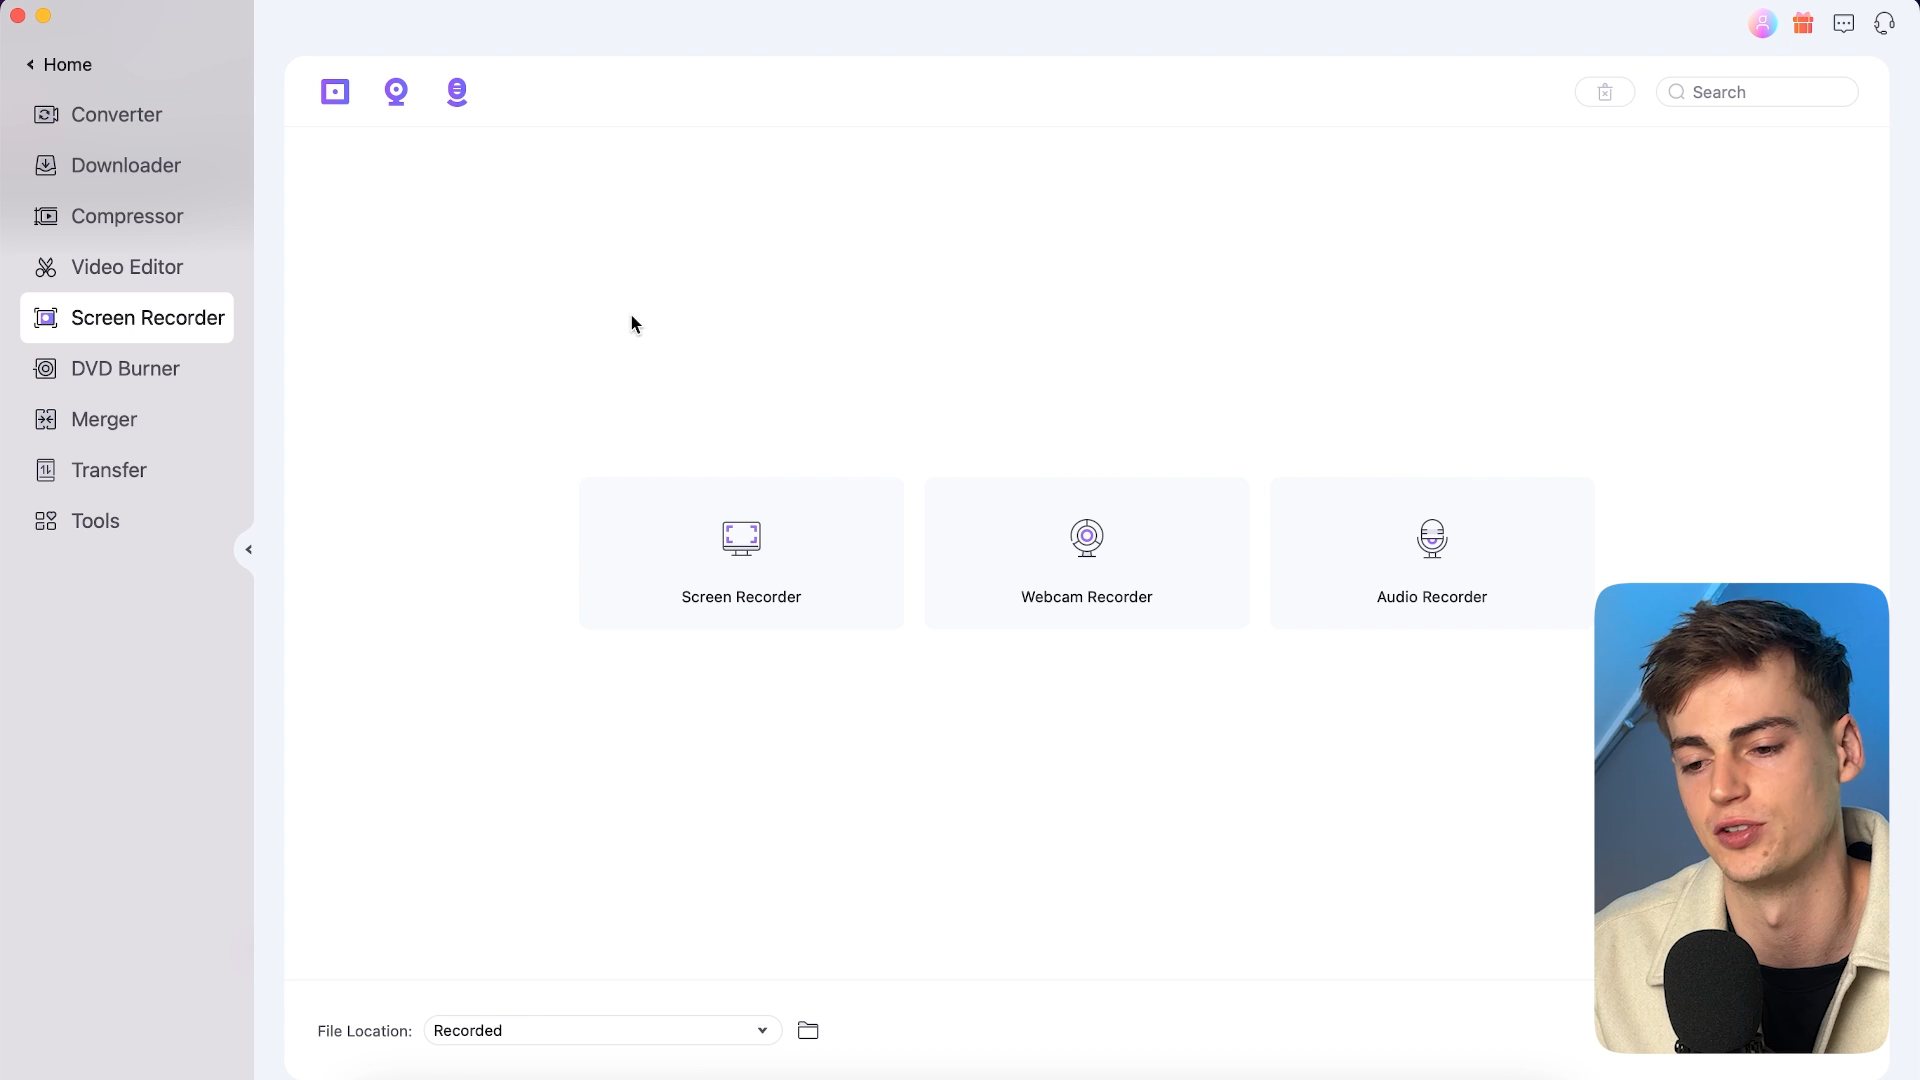 Home
Converter
Downloader
Compressor
Video Editor
Screen Recorder
DVD Burner
Merger
Transfer
Tools
Search
Screen Recorder
Webcam Recorder
Audio Recorder
File Location: Recorded